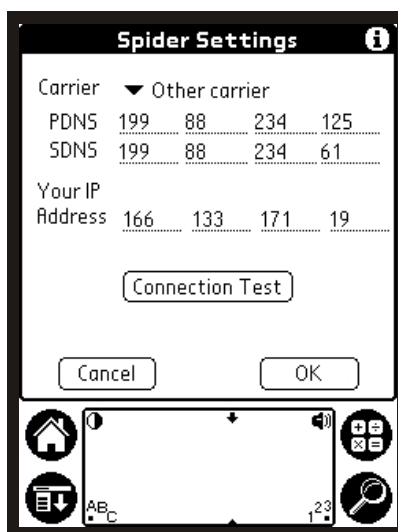 Spider Settings i
Carrier Other carrier
PDNS 199 88 234 125
SDNS 199 88 234 61
Your IP
Address 166 133 171 19
Connection Test
Cancel OK
ABC 123